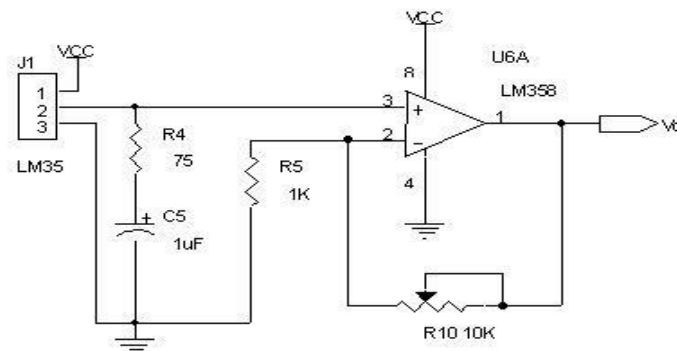 VCC
J1
1
2
3
LM35
R4
75
C5
+
1uF
R5
1K
VCC
8
U6A
LM358
3
+
2
−
1
4
R10 10K